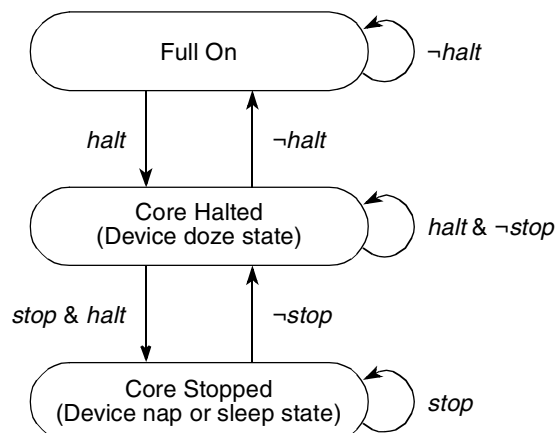 Full On
¬halt
halt
¬halt
Core Halted
(Device doze state)
halt & ¬stop
stop & halt
¬stop
Core Stopped
(Device nap or sleep state)
stop